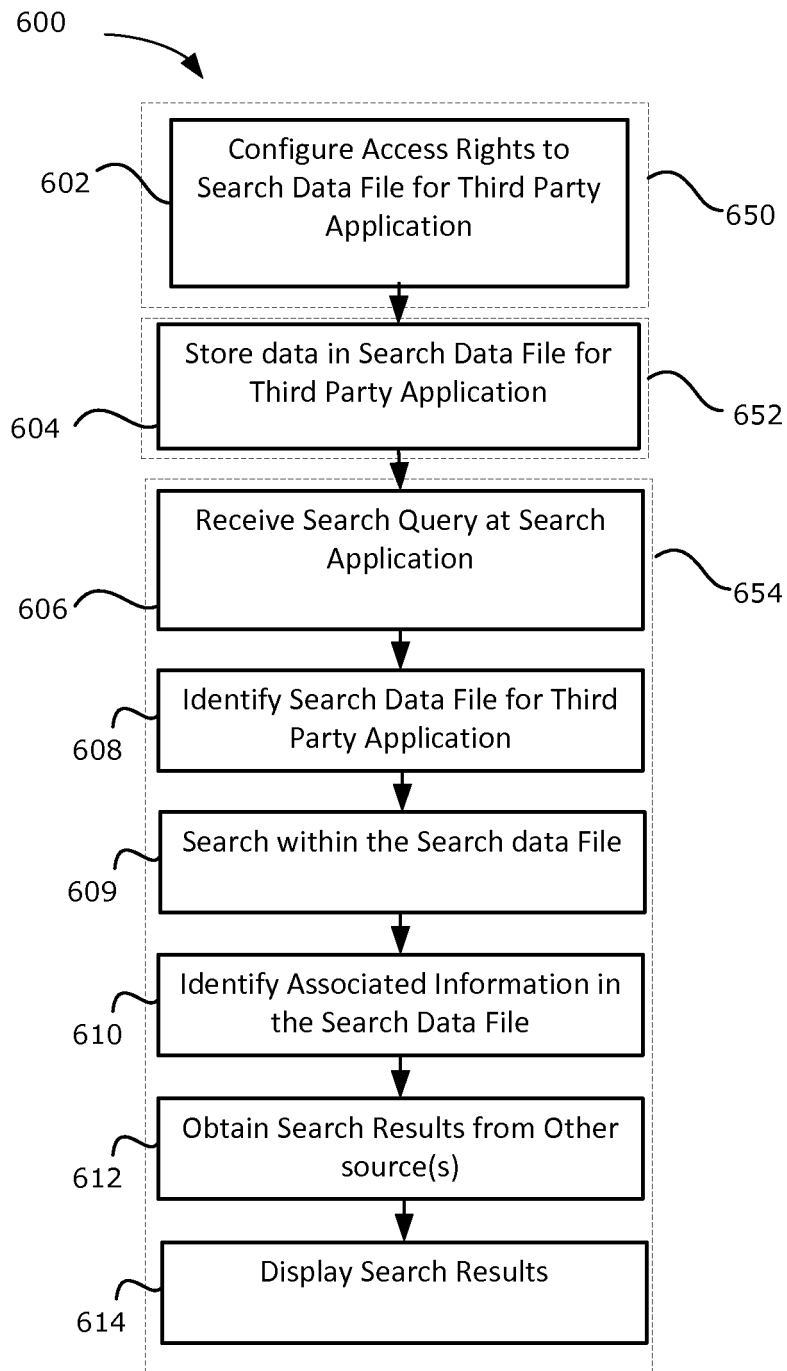 600
Configure Access Rights to
Search Data File for Third Party
Application
602
650
Store data in Search Data File for
Third Party Application
604
652
Receive Search Query at Search
Application
606
654
Identify Search Data File for Third
Party Application
608
Search within the Search data File
609
Identify Associated Information in
the Search Data File
610
Obtain Search Results from Other
source(s)
612
Display Search Results
614